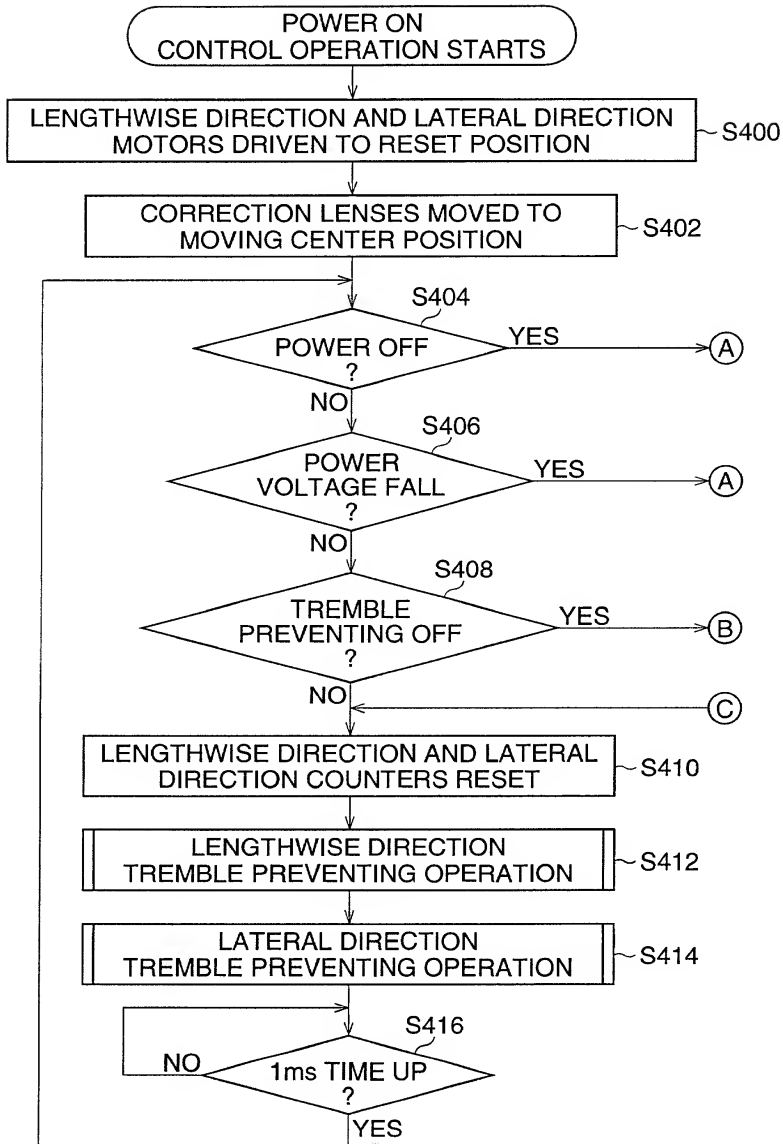 POWER ON
CONTROL OPERATION STARTS
LENGTHWISE DIRECTION AND LATERAL DIRECTION
MOTORS DRIVEN TO RESET POSITION
S400
CORRECTION LENSES MOVED TO
MOVING CENTER POSITION
S402
S404
POWER OFF
?
YES
A
NO
S406
POWER
VOLTAGE FALL
?
YES
A
NO
S408
TREMBLE
PREVENTING OFF
?
YES
B
NO
C
LENGTHWISE DIRECTION AND LATERAL
DIRECTION COUNTERS RESET
S410
LENGTHWISE DIRECTION
TREMBLE PREVENTING OPERATION
S412
LATERAL DIRECTION
TREMBLE PREVENTING OPERATION
S414
S416
NO
1ms TIME UP
?
YES